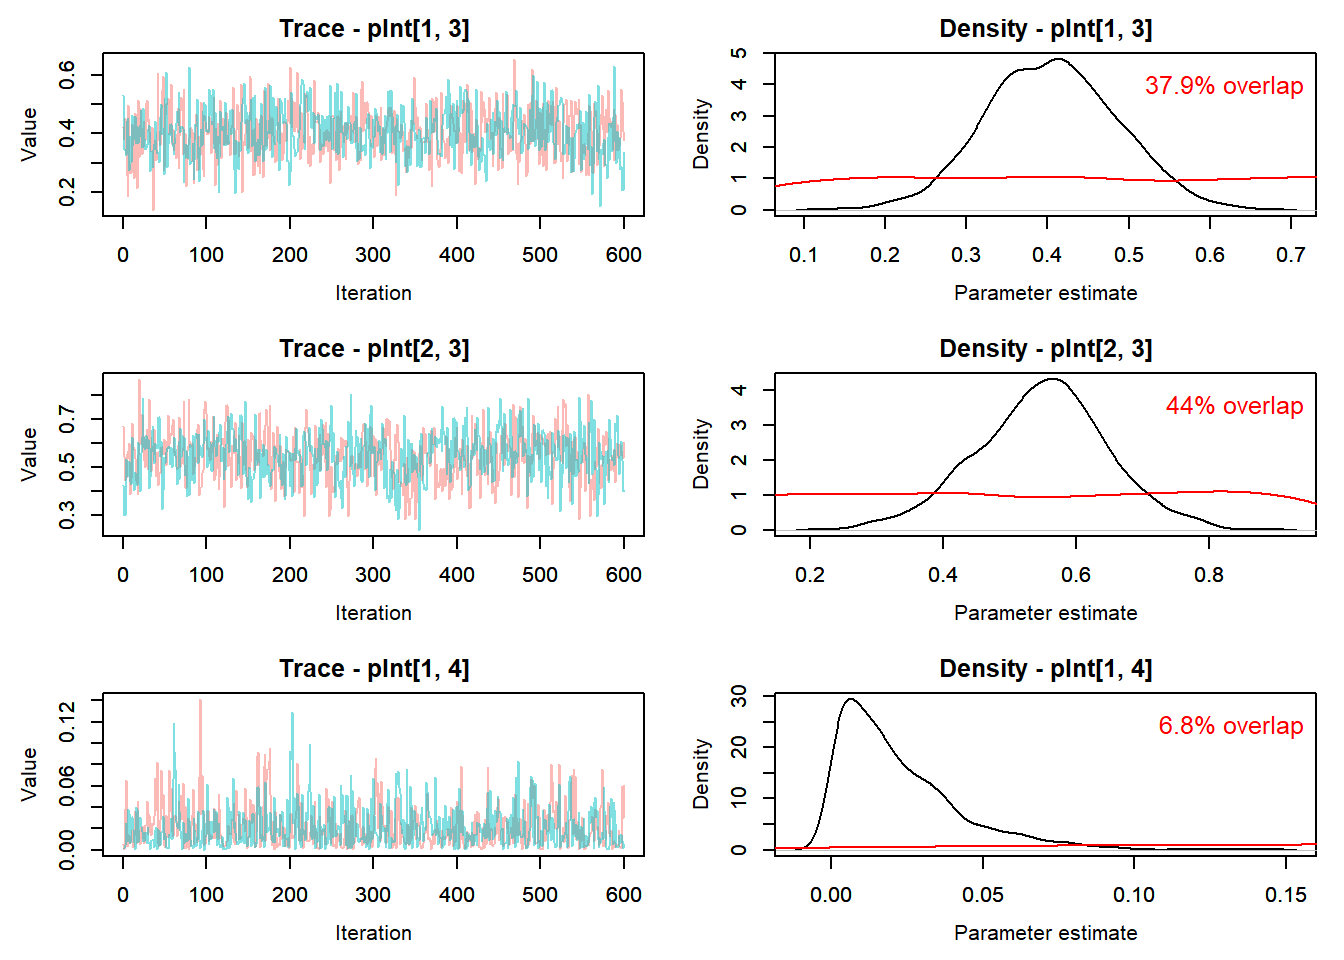 Trace - pInt[1, 3]
Value
0.2 0.4 0.6
0 100 200 300 400 500 600
Iteration
Density - pInt[1, 3]
37.9% overlap
Density
0 1 2 3 4 5
0.1 0.2 0.3 0.4 0.5 0.6 0.7
Parameter estimate
Trace - pInt[2, 3]
Value
0.3 0.5 0.7
0 100 200 300 400 500 600
Iteration
Density - pInt[2, 3]
44% overlap
Density
0 1 2 3 4
0.2 0.4 0.6 0.8
Parameter estimate
Trace - pInt[1, 4]
Value
0.00 0.06 0.12
0 100 200 300 400 500 600
Iteration
Density - pInt[1, 4]
6.8% overlap
Density
0 10 20 30
0.00 0.05 0.10 0.15
Parameter estimate